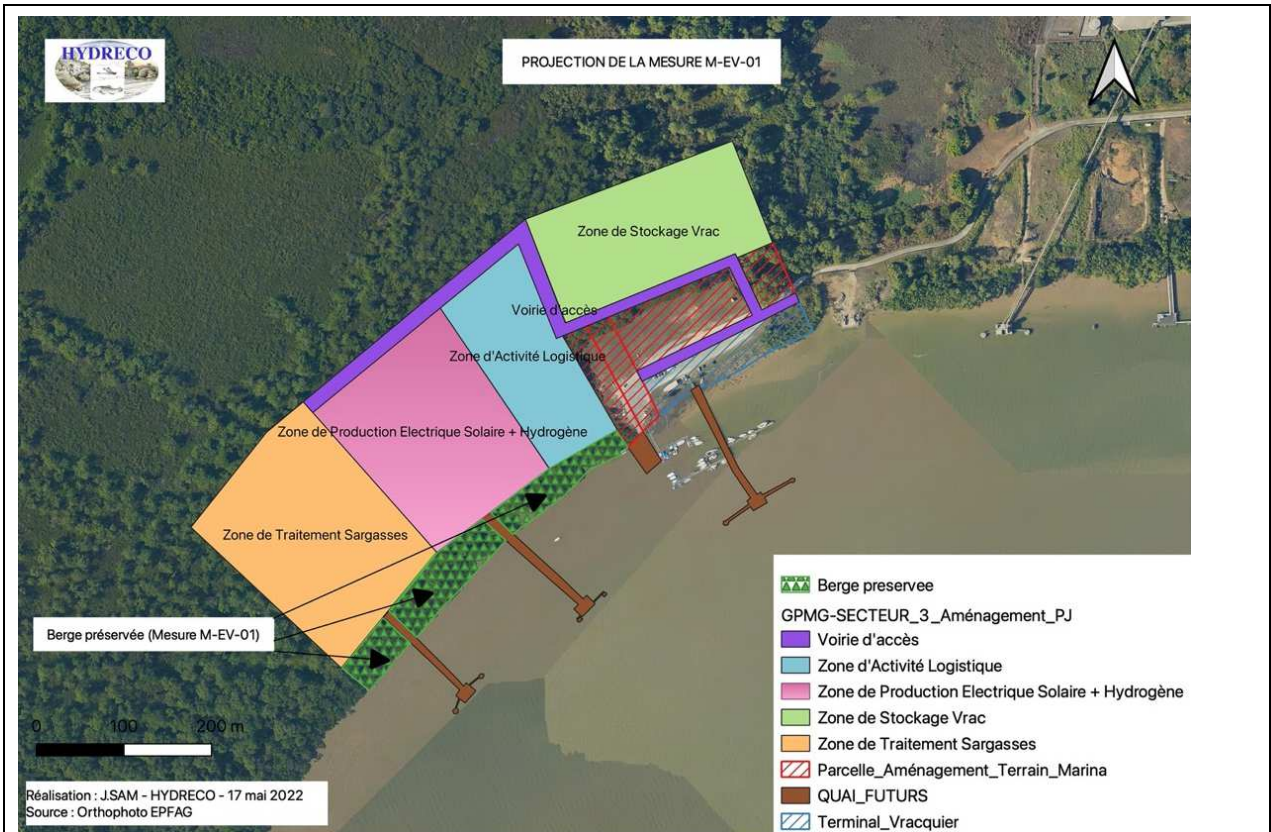 HYDRECO
PROJECTION DE LA MESURE M-EV-01
Zone de Stockage Vrac
Voirie d'accès
Zone d'Activité Logistique
Zone de Production Electrique Solaire + Hydrogène
Zone de Traitement Sargasses
Berge préservée (Mesure M-EV-01)
0 100 200 m
Réalisation : J.SAM - HYDRECO - 17 mai 2022
Source : Orthophoto EPFAG
Berge preservee
GPMG-SECTEUR_3_Aménagement_PJ
Voirie d'accès
Zone d'Activité Logistique
Zone de Production Electrique Solaire + Hydrogène
Zone de Stockage Vrac
Zone de Traitement Sargasses
Parcelle_Aménagement_Terrain_Marina
QUAI_FUTURS
Terminal_Vracquier